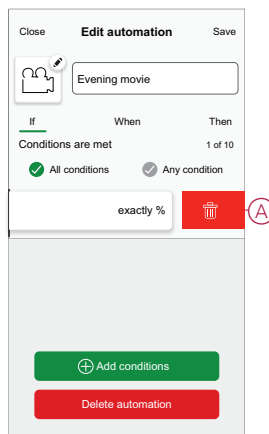 Close Edit automation Save
Evening movie
If When Then
Conditions are met 1 of 10
All conditions Any condition
exactly % A
Add conditions
Delete automation